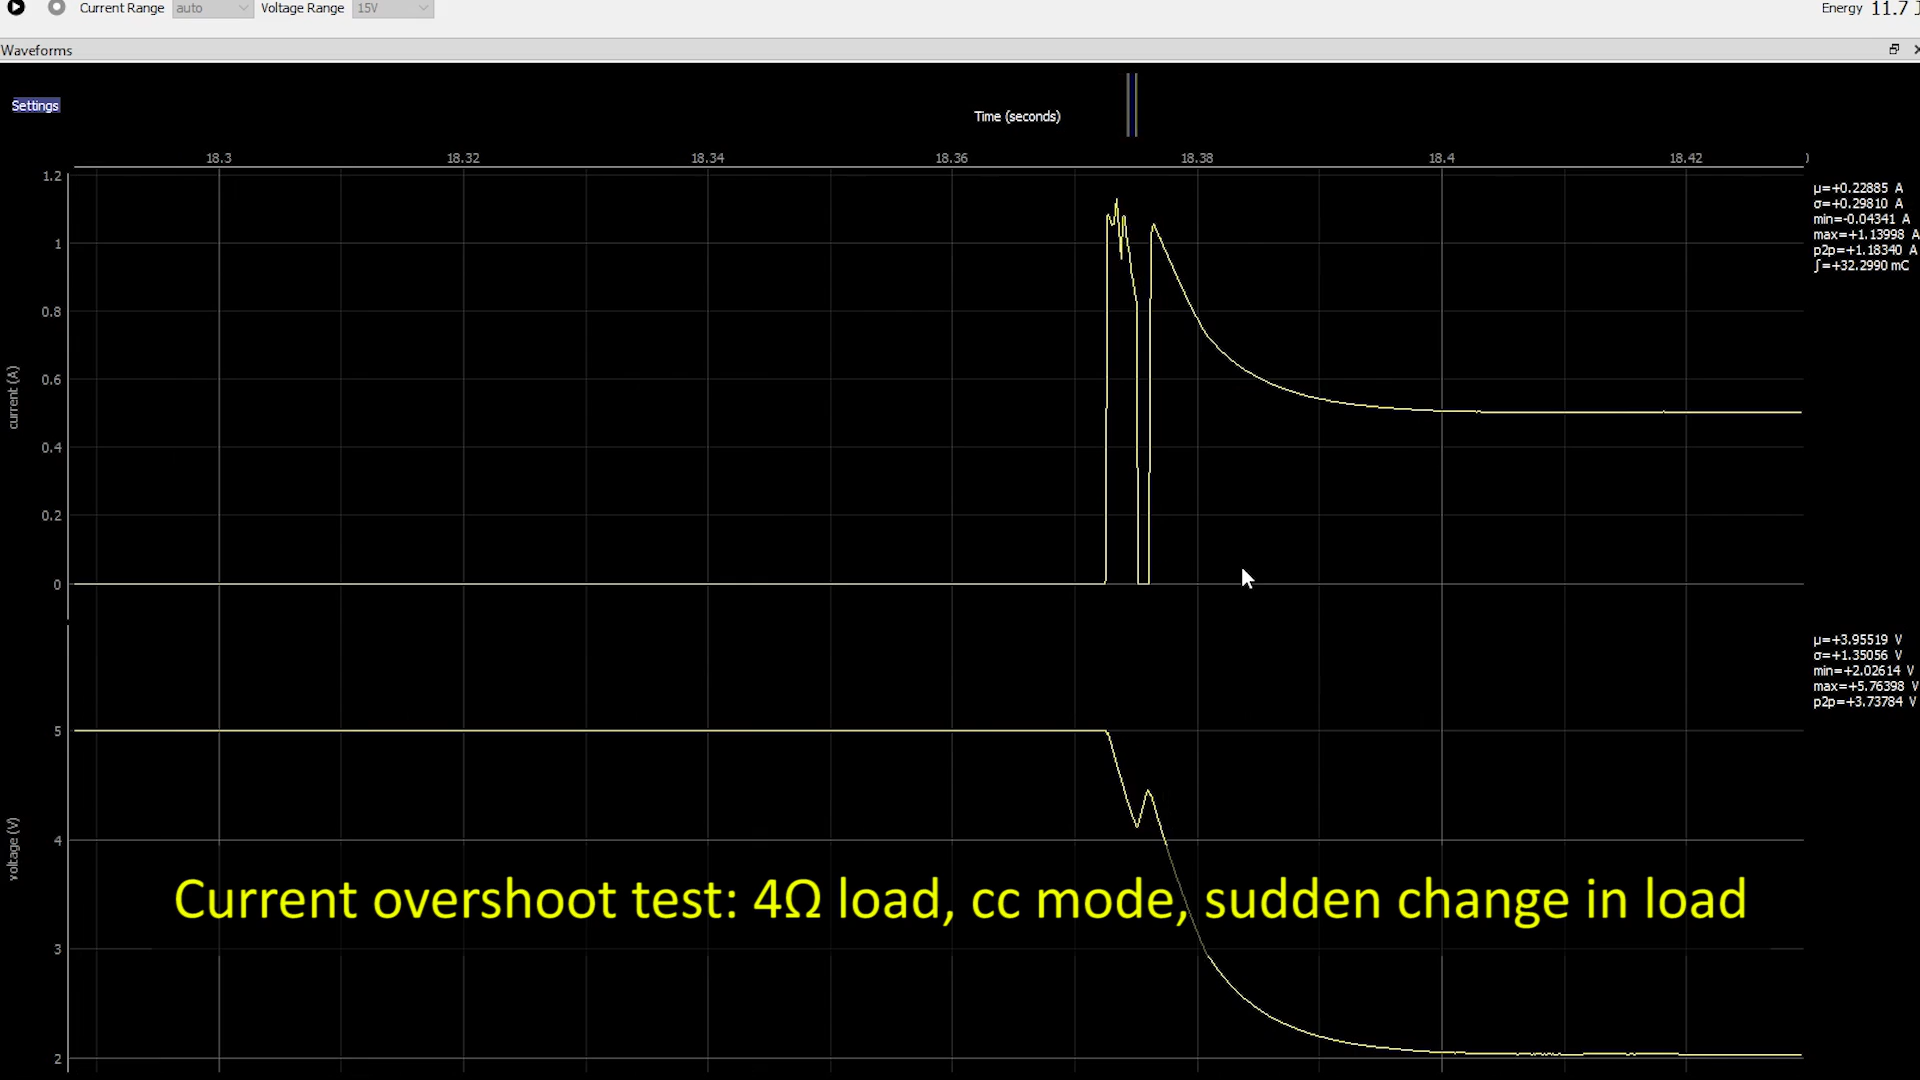 Current Range auto Voltage Range 15V Energy 11.7
Waveforms
Settings
Time (seconds)
18.3 18.32 18.34 18.36 18.38 18.4 18.42
1.2
1
0.8
0.6
0.4
0.2
0
current (A)
μ=+0.22885 A
σ=+0.29810 A
min=-0.04341 A
max=+1.13998 A
p2p=+1.18340 A
∫=+32.2990 mC
5
4
3
2
voltage (V)
μ=+3.95519 V
σ=+1.35056 V
min=+2.02614 V
max=+5.76398 V
p2p=+3.73784 V
Current overshoot test: 4Ω load, cc mode, sudden change in load